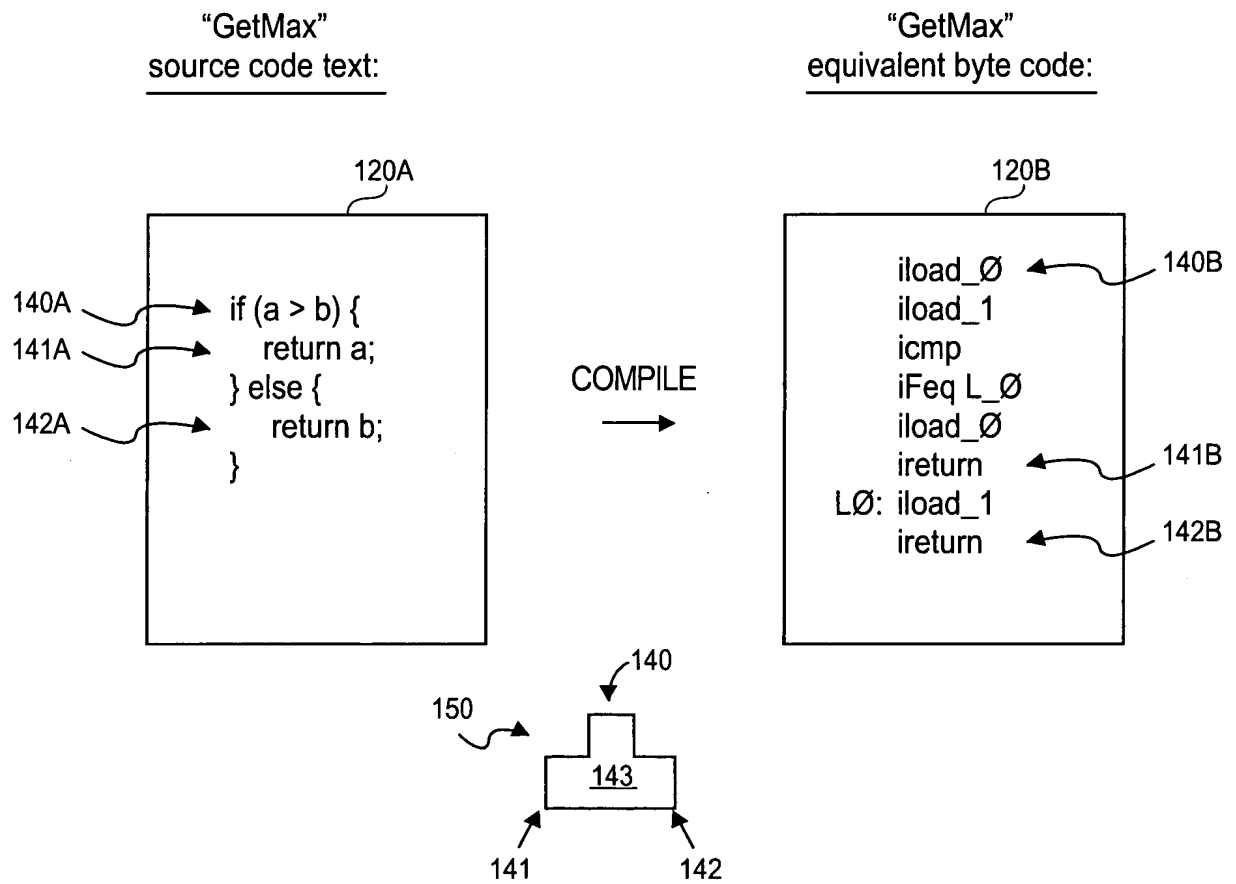 “GetMax”
source code text:
“GetMax”
equivalent byte code:
120A
120B
140A
if (a > b) {
141A
return a;
} else {
142A
return b;
}
COMPILE
iload_Ø
140B
iload_1
icmp
iFeq L_Ø
iload_Ø
ireturn
141B
LØ: iload_1
ireturn
142B
140
150
143
141
142